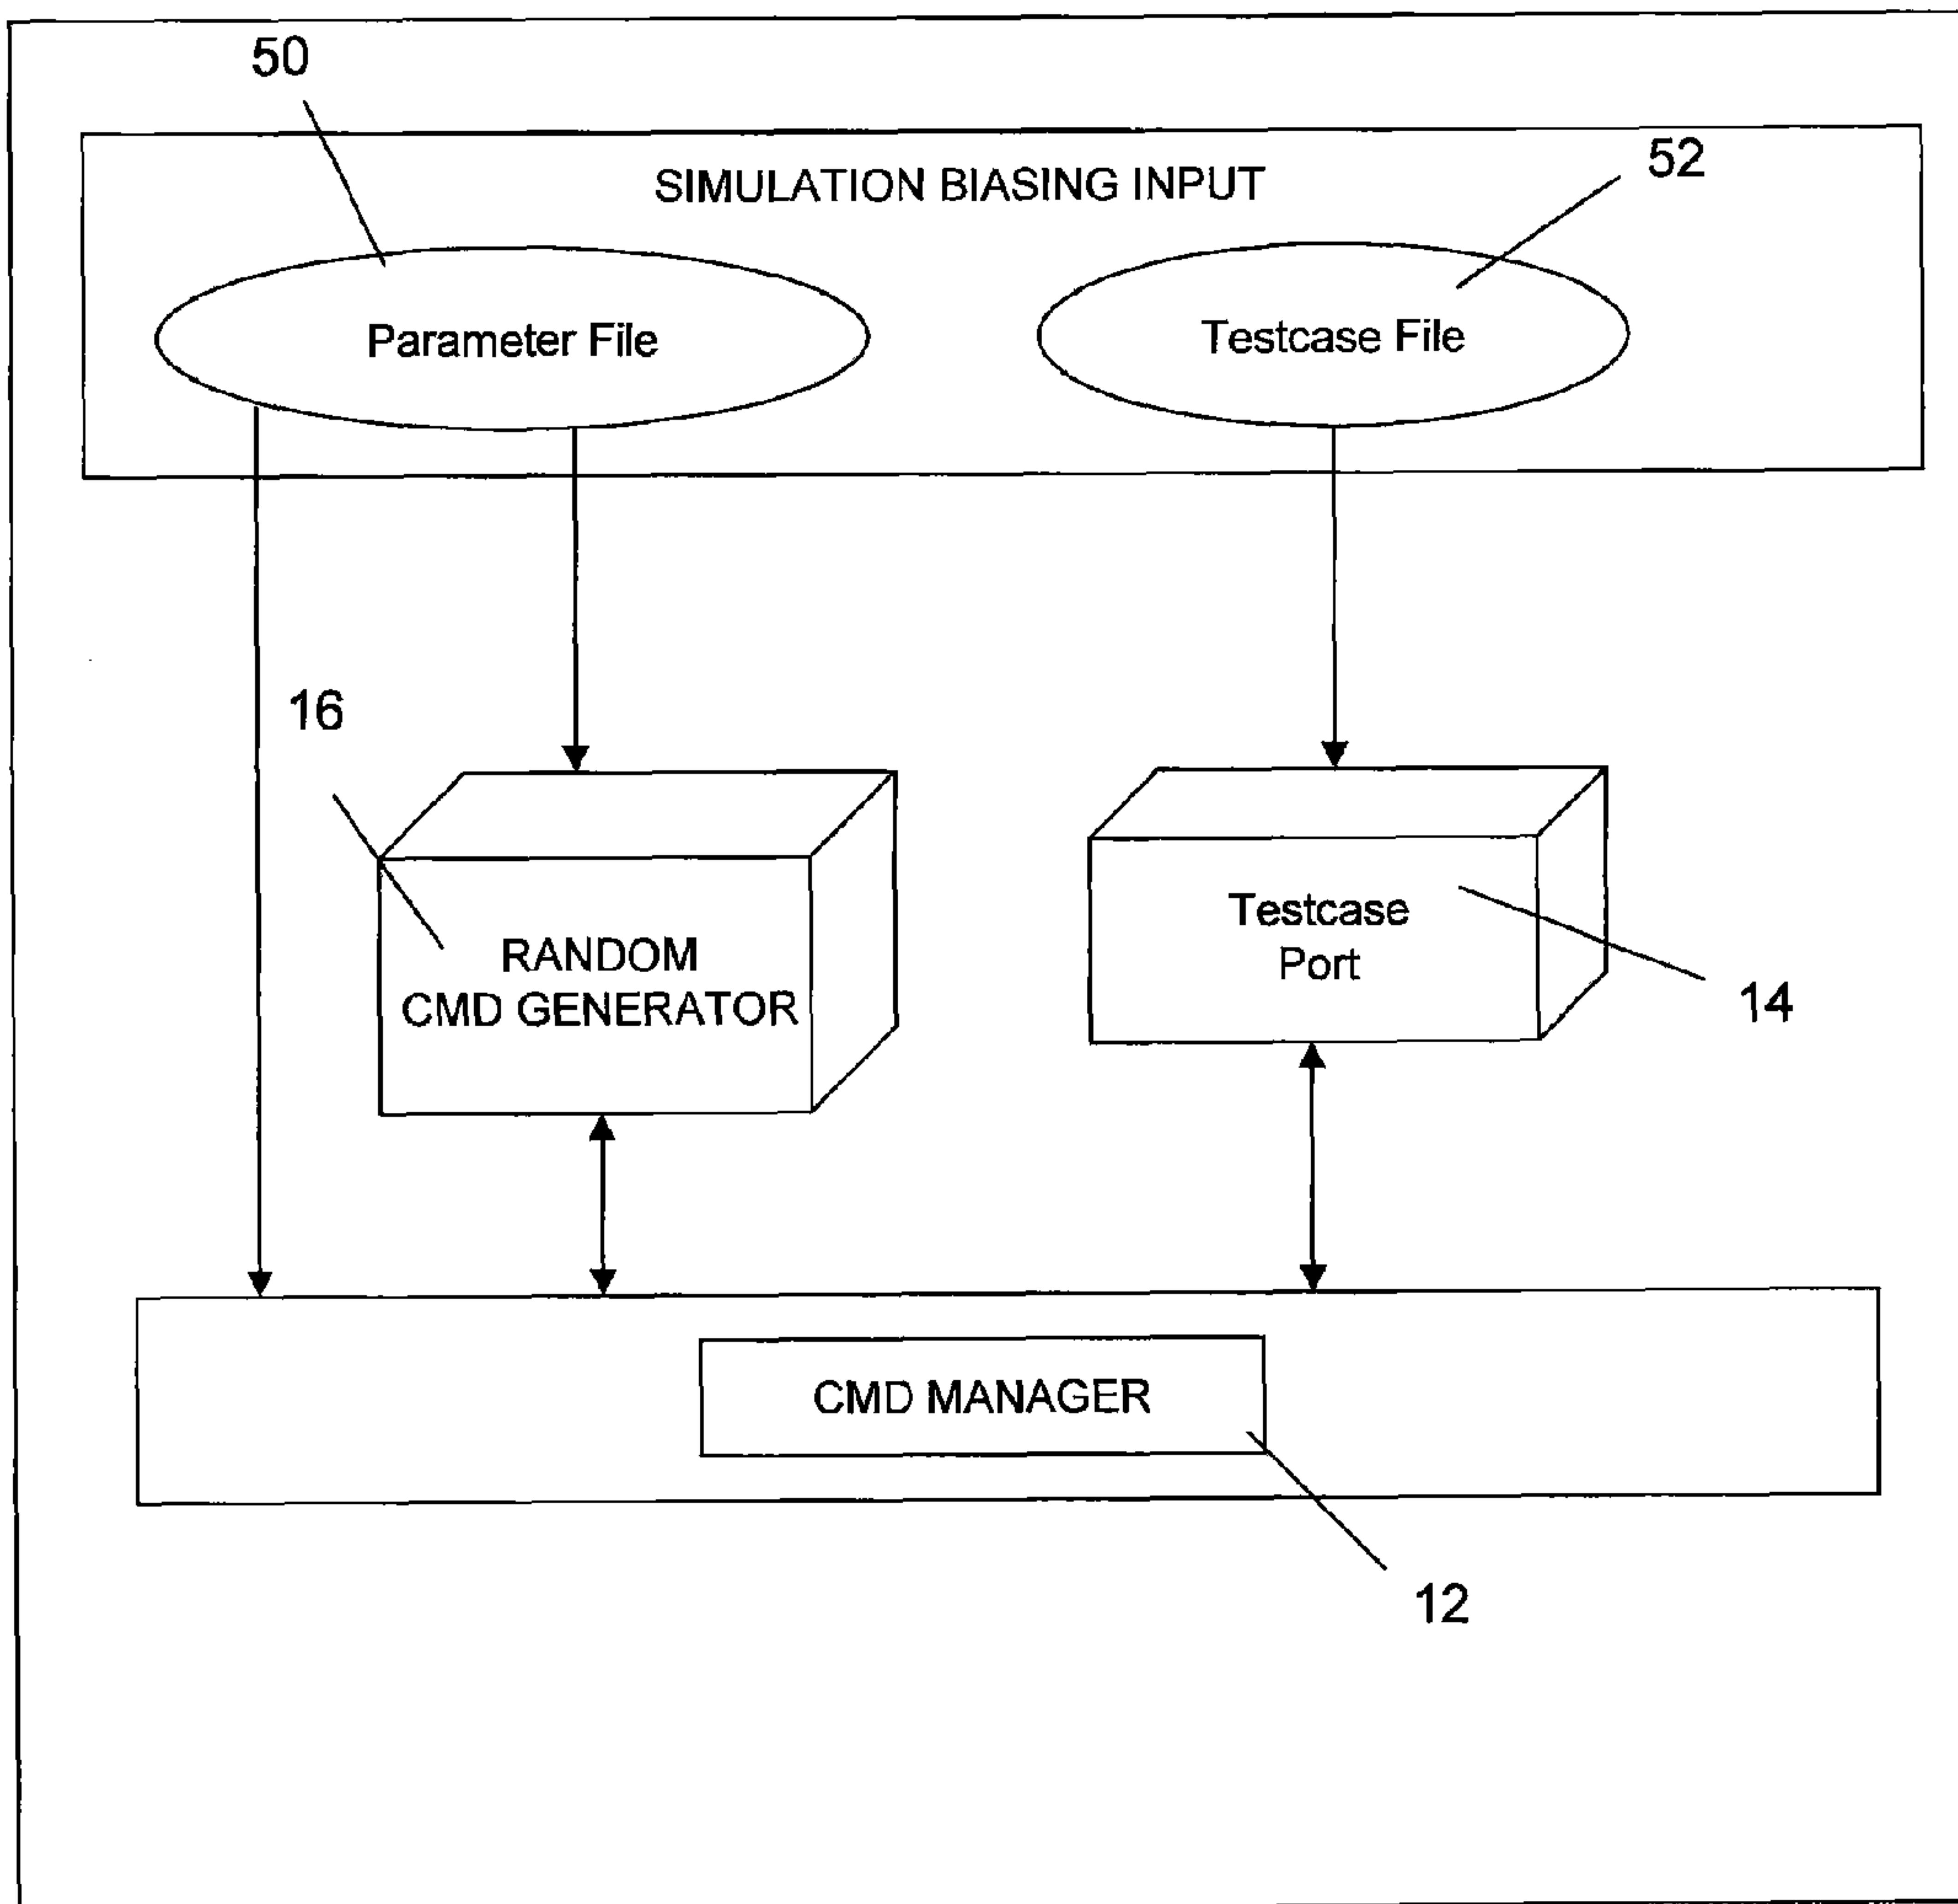 50
52
SIMULATION BIASING INPUT
Parameter File
Testcase File
16
RANDOM
CMD GENERATOR
Testcase
Port
14
CMD MANAGER
12